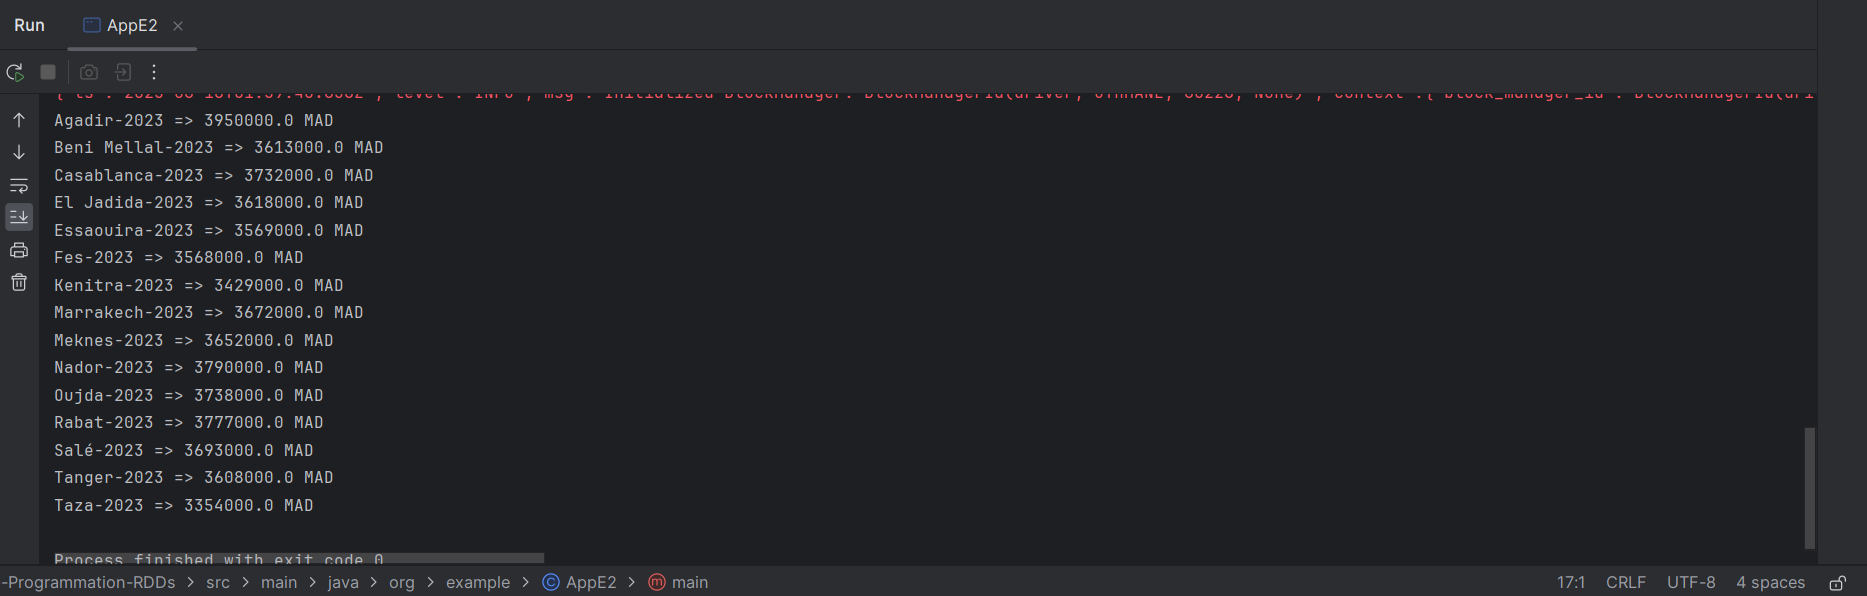 Run AppE2
Agadir-2023 => 3950000.0 MAD
Beni Mellal-2023 => 3613000.0 MAD
Casablanca-2023 => 3732000.0 MAD
El Jadida-2023 => 3618000.0 MAD
Essaouira-2023 => 3569000.0 MAD
Fes-2023 => 3568000.0 MAD
Kenitra-2023 => 3429000.0 MAD
Marrakech-2023 => 3672000.0 MAD
Meknes-2023 => 3652000.0 MAD
Nador-2023 => 3790000.0 MAD
Oujda-2023 => 3738000.0 MAD
Rabat-2023 => 3777000.0 MAD
Salé-2023 => 3693000.0 MAD
Tanger-2023 => 3608000.0 MAD
Taza-2023 => 3354000.0 MAD
Process finished with exit code 0
-Programmation-RDDs > src > main > java > org > example > AppE2 > main 17:1 CRLF UTF-8 4 spaces